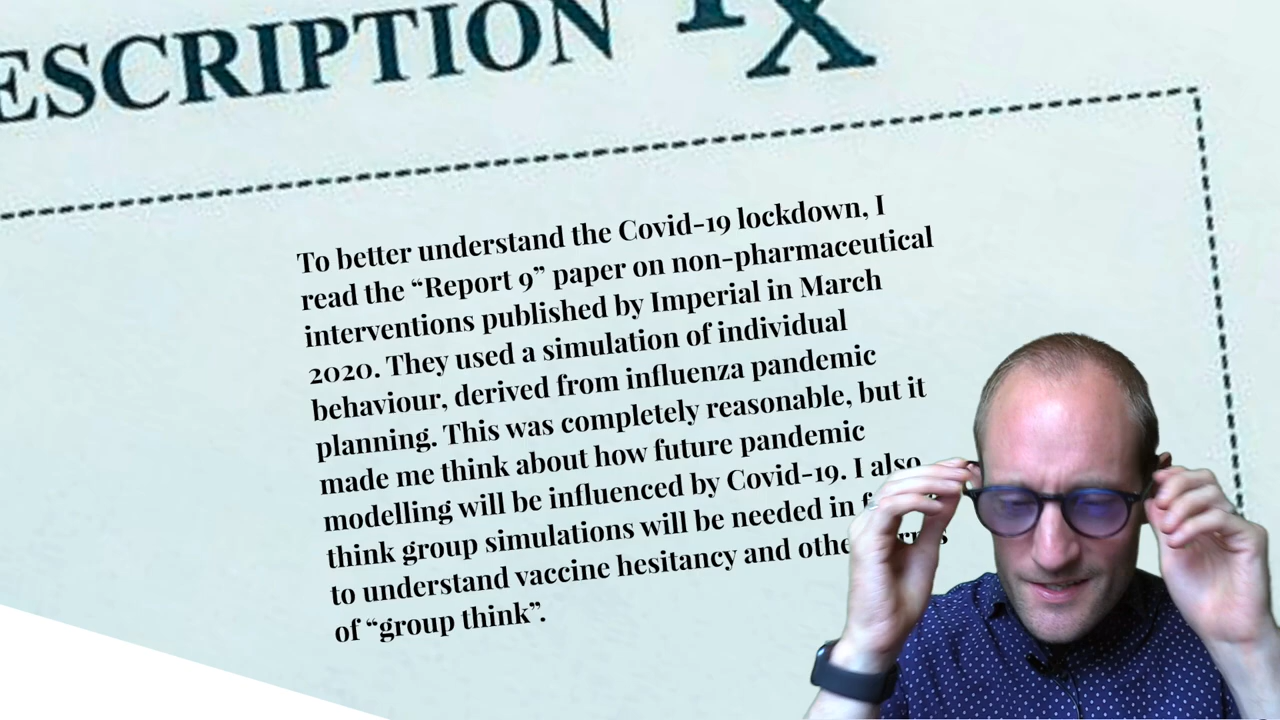 ESCRIPTION Rx
To better understand the Covid-19 lockdown, I
read the “Report 9” paper on non-pharmaceutical
interventions published by Imperial in March
2020. They used a simulation of individual
behaviour, derived from influenza pandemic
planning. This was completely reasonable, but it
made me think about how future pandemic
modelling will be influenced by Covid-19. I also
think group simulations will be needed in
to understand vaccine hesitancy and
of “group think”.